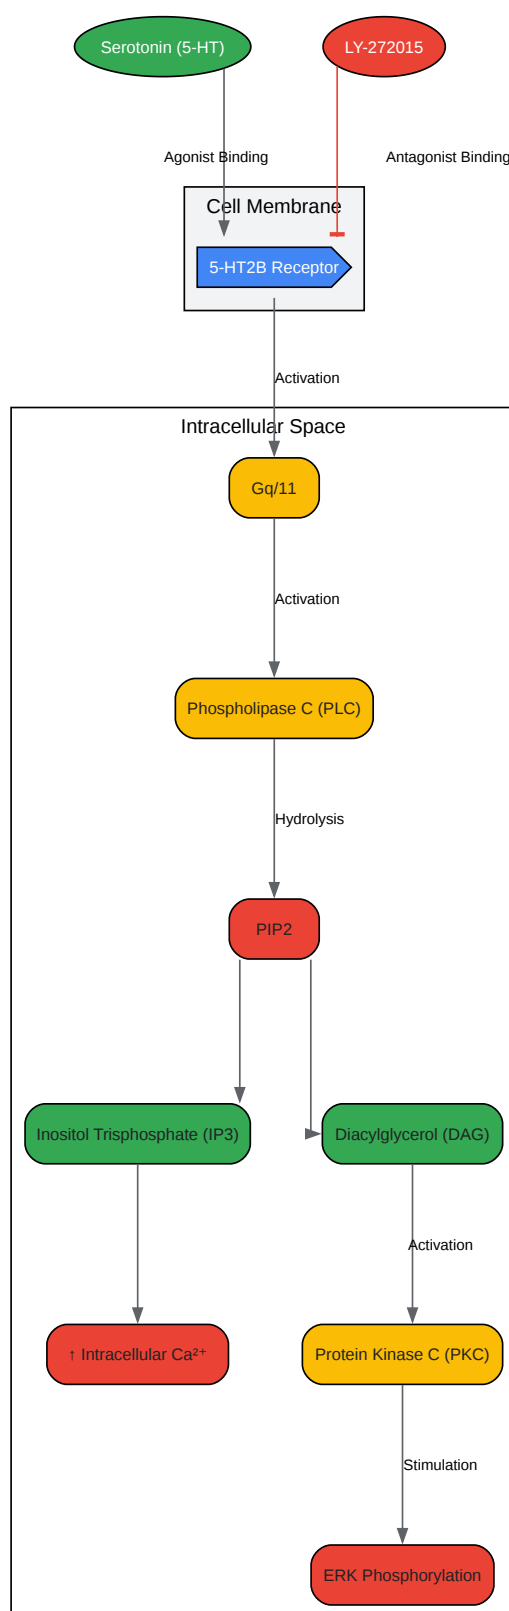 Serotonin (5-HT)
LY-272015
Agonist Binding
Antagonist Binding
Cell Membrane
5-HT2B Receptor
Activation
Intracellular Space
Gq/11
Activation
Phospholipase C (PLC)
Hydrolysis
PIP2
Inositol Trisphosphate (IP3)
Diacylglycerol (DAG)
Activation
↑ Intracellular Ca²⁺
Protein Kinase C (PKC)
Stimulation
ERK Phosphorylation